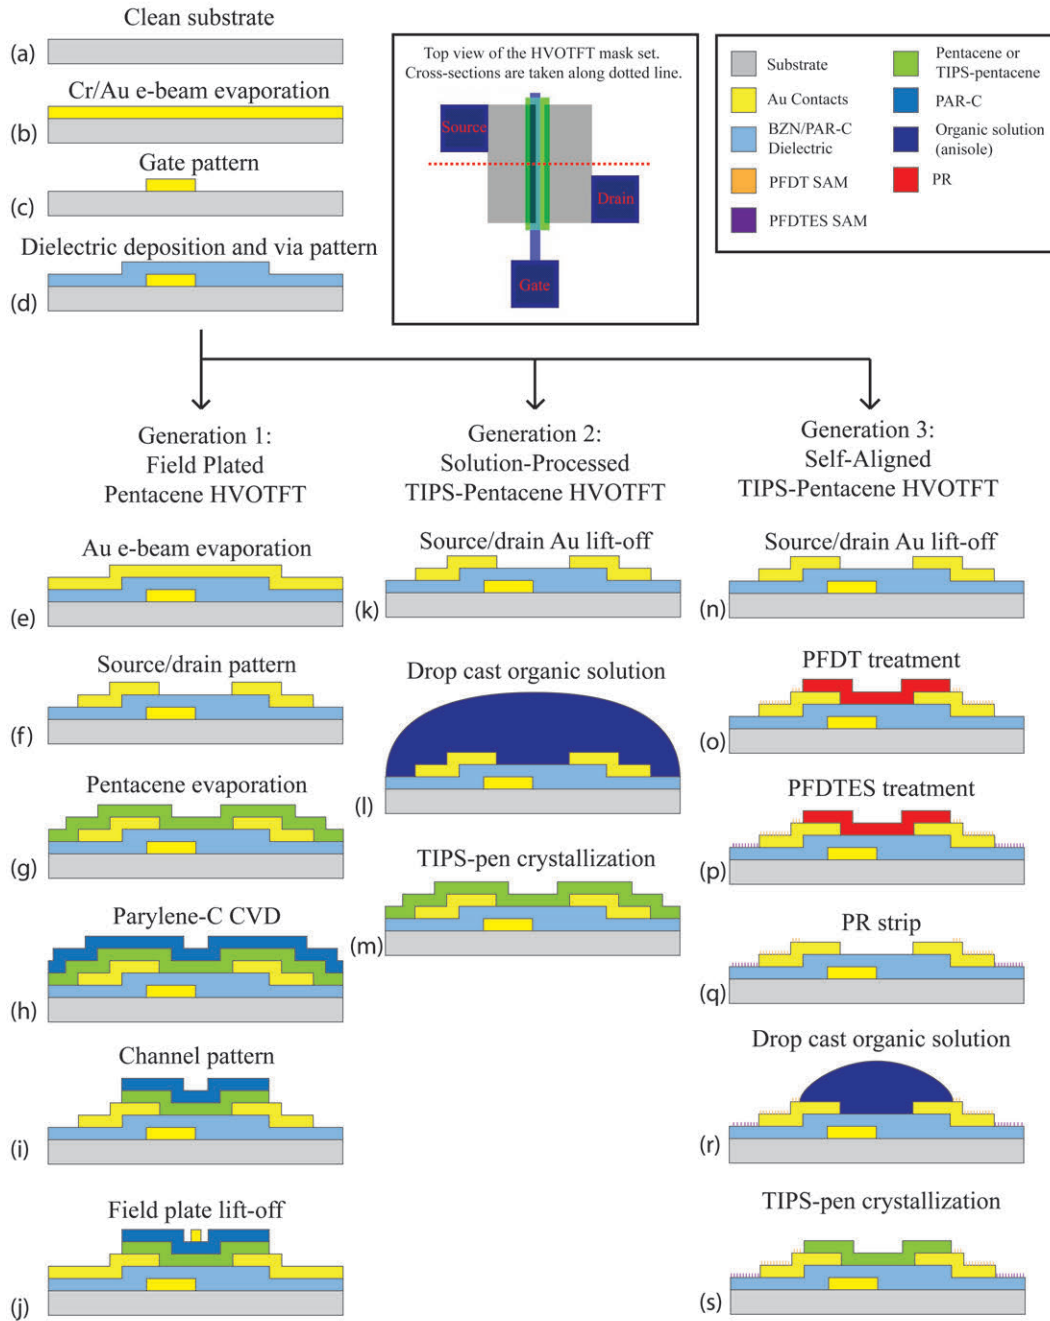 Clean substrate
(a)
Cr/Au e-beam evaporation
(b)
Gate pattern
(c)
Dielectric deposition and via pattern
(d)
Top view of the HVOTFT mask set.
Cross-sections are taken along dotted line.
Source
Drain
Gate
Substrate
Au Contacts
BZN/PAR-C
Dielectric
PFDT SAM
PFDTES SAM
Pentacene or
TIPS-pentacene
PAR-C
Organic solution
(anisole)
PR
Generation 1:
Field Plated
Pentacene HVOTFT
Au e-beam evaporation
(e)
Source/drain pattern
(f)
Pentacene evaporation
(g)
Parylene-C CVD
(h)
Channel pattern
(i)
Field plate lift-off
(j)
Generation 2:
Solution-Processed
TIPS-Pentacene HVOTFT
Source/drain Au lift-off
(k)
Drop cast organic solution
(l)
TIPS-pen crystallization
(m)
Generation 3:
Self-Aligned
TIPS-Pentacene HVOTFT
Source/drain Au lift-off
(n)
PFDT treatment
(o)
PFDTES treatment
(p)
PR strip
(q)
Drop cast organic solution
(r)
TIPS-pen crystallization
(s)